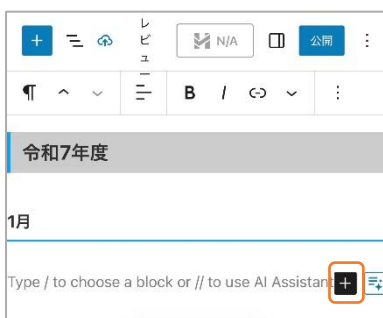 レビュー
N/A
公開
B I
令和7年度
1月
Type / to choose a block or // to use AI Assistant